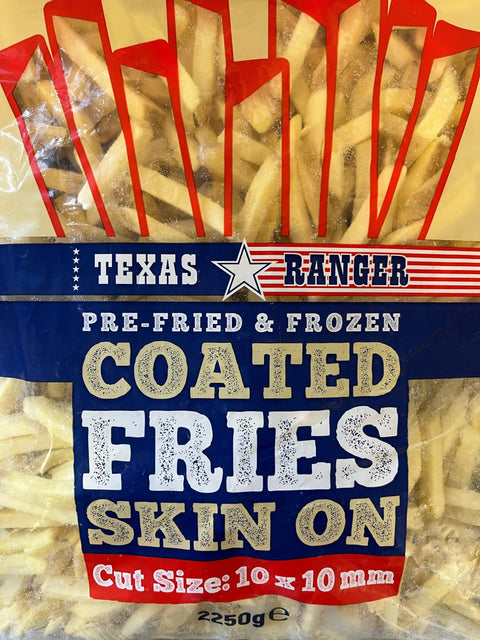 TEXAS RANGER
PRE-FRIED & FROZEN
COATED
FRIES
SKIN ON
Cut Size: 10 x 10 mm
2250g e